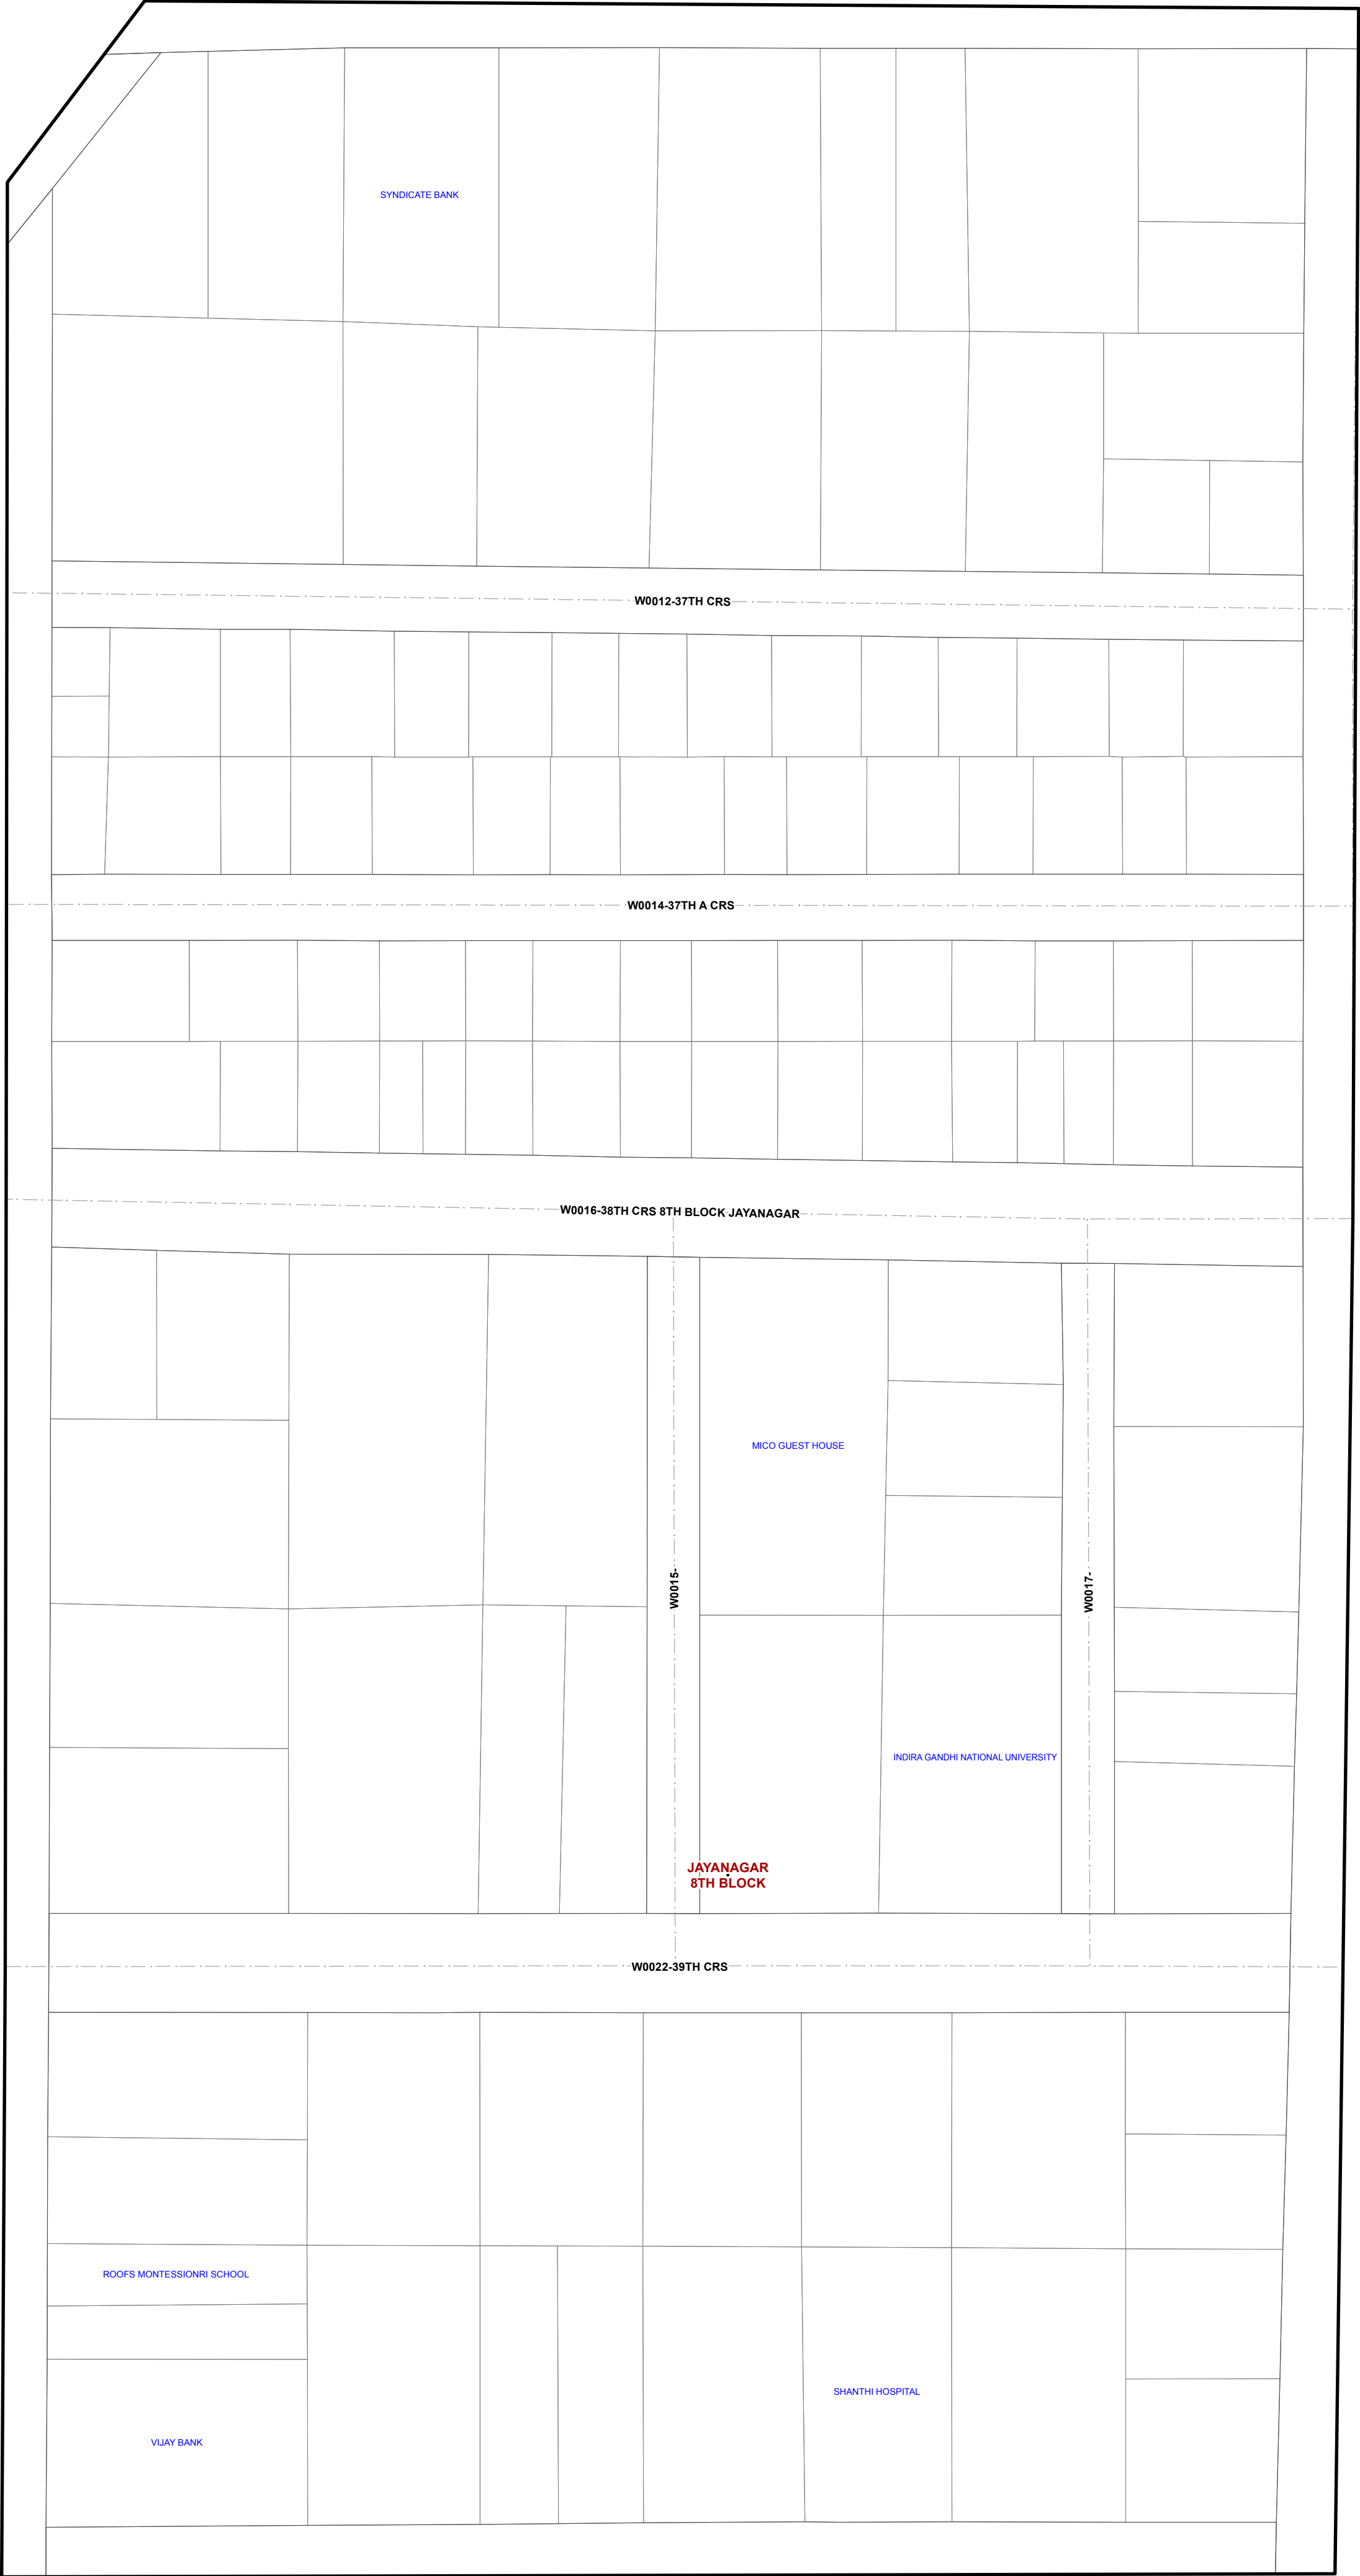 SYNDICATE BANK
W0012-37TH CRS
W0014-37TH A CRS
W0016-38TH CRS 8TH BLOCK JAYANAGAR
MICO GUEST HOUSE
W0015-
W0017-
INDIRA GANDHI NATIONAL UNIVERSITY
JAYANAGAR
8TH BLOCK
W0022-39TH CRS
ROOFS MONTESSIONRI SCHOOL
SHANTHI HOSPITAL
VIJAY BANK